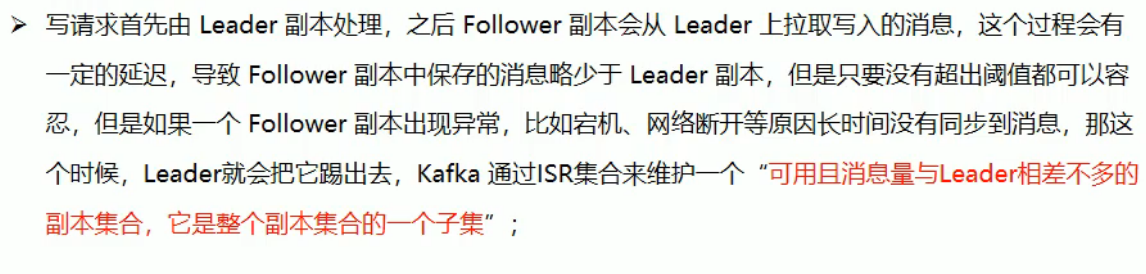 ➢ 写请求首先由 Leader 副本处理，之后 Follower 副本会从 Leader 上拉取写入的消息，这个过程会有
一定的延迟，导致 Follower 副本中保存的消息略少于 Leader 副本，但是只要没有超出阈值都可以容
忍，但是如果一个 Follower 副本出现异常，比如宕机、网络断开等原因长时间没有同步到消息，那这
个时候，Leader就会把它踢出去，Kafka 通过ISR集合来维护一个“可用且消息量与Leader相差不多的
副本集合，它是整个副本集合的一个子集”；